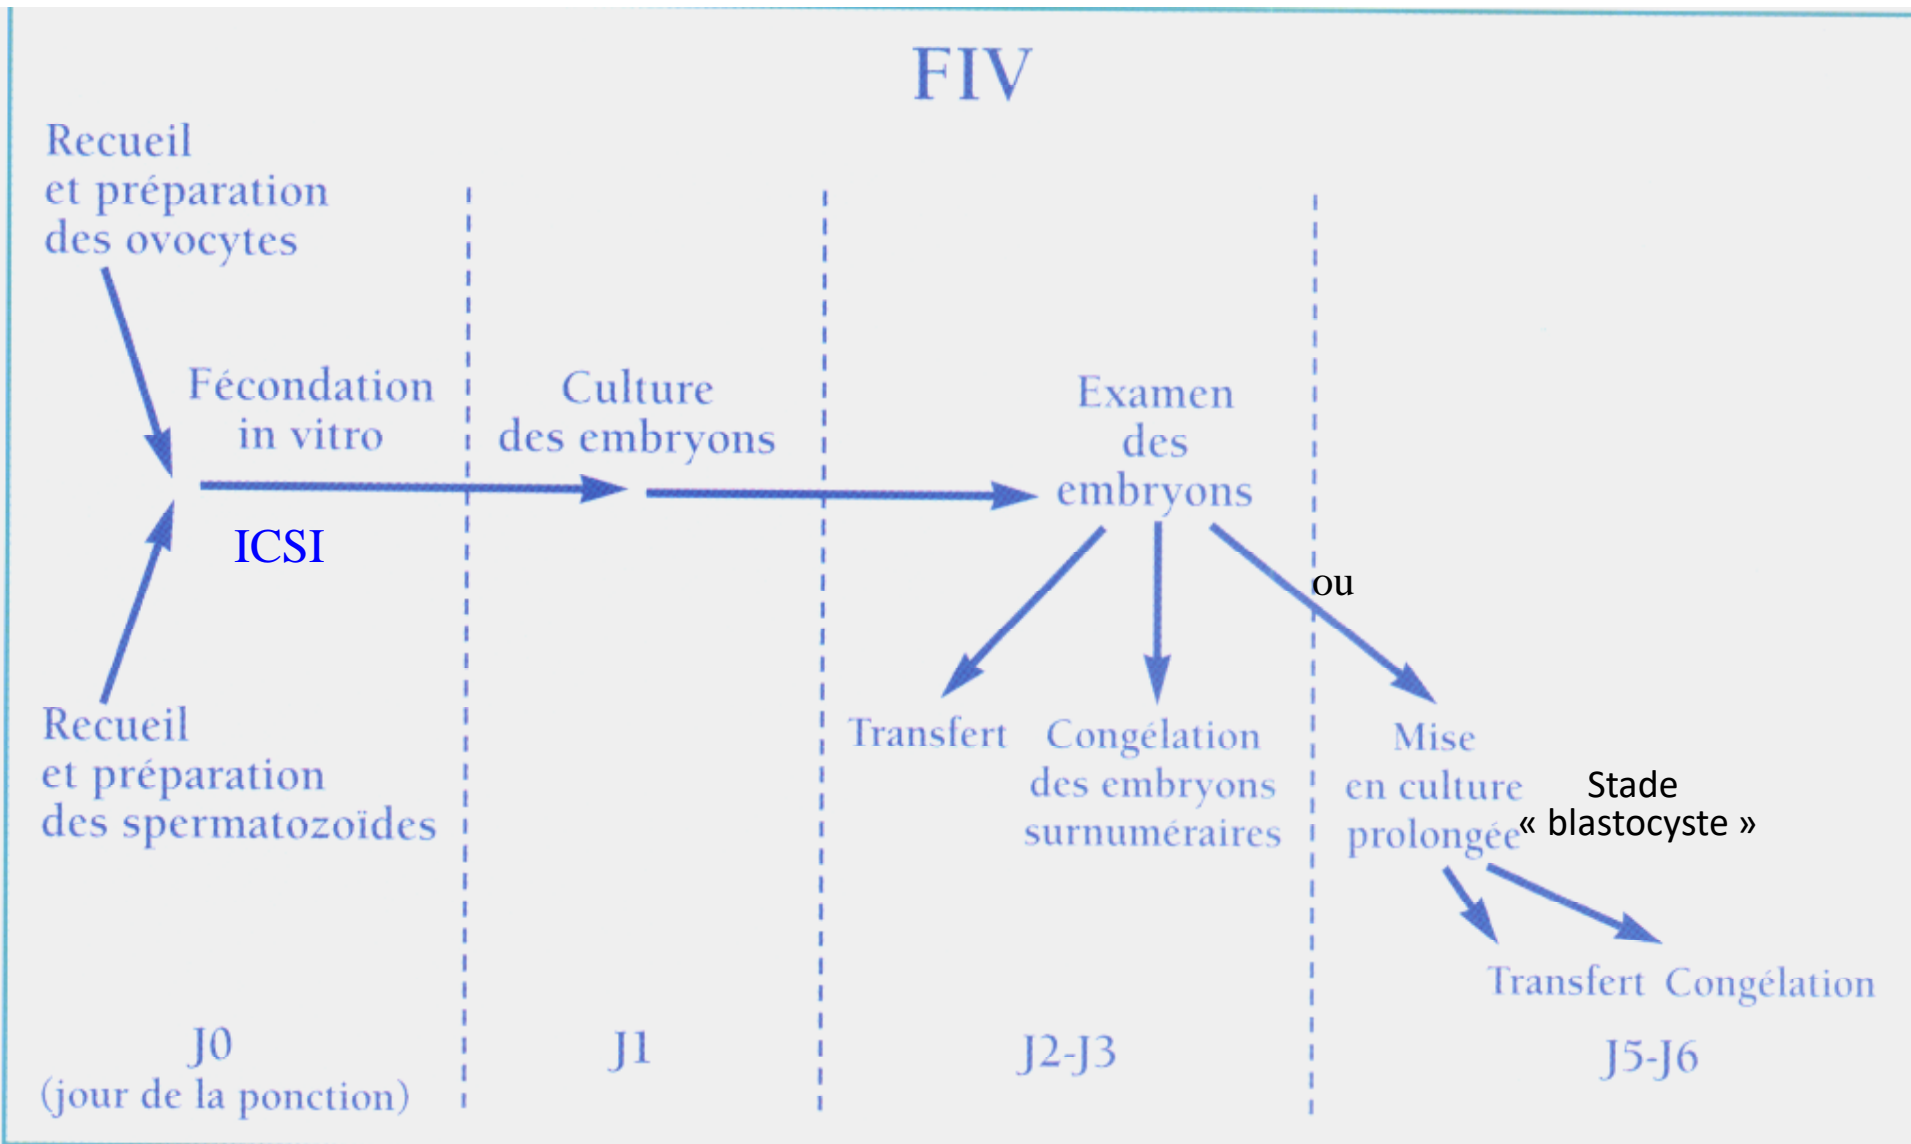 FIV
Recueil
et préparation
des ovocytes
Fécondation
in vitro
ICSI
Recueil
et préparation
des spermatozoïdes
J0
(jour de la ponction)
Culture
des embryons
J1
Examen
des
embryons
ou
Transfert
Congélation
des embryons
surnuméraires
J2-J3
Mise
en culture
prolongée
Stade
« blastocyste »
Transfert
Congélation
J5-J6